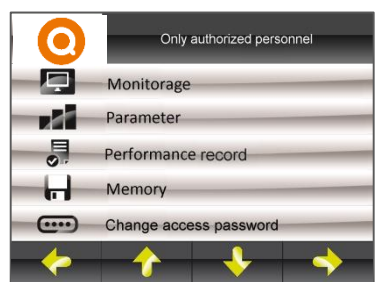 Only authorized personnel
Monitorage
Parameter
Performance record
Memory
Change access password